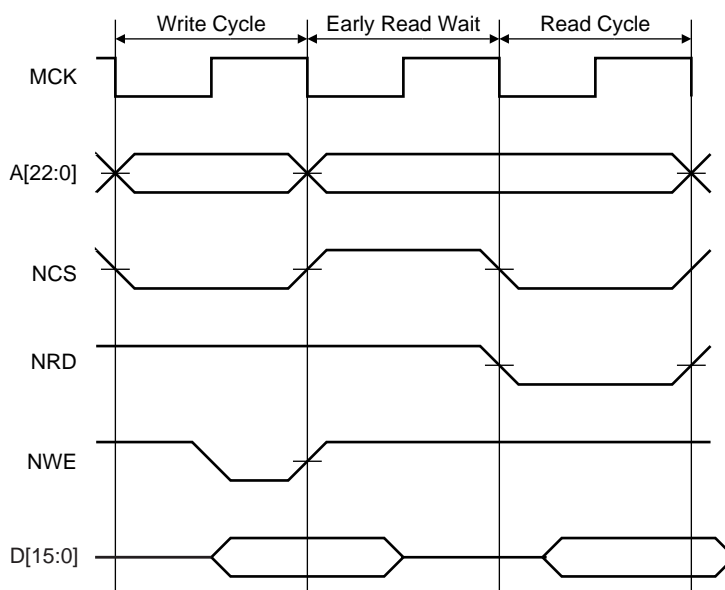 Write Cycle Early Read Wait Read Cycle
MCK
A[22:0]
NCS
NRD
NWE
D[15:0]